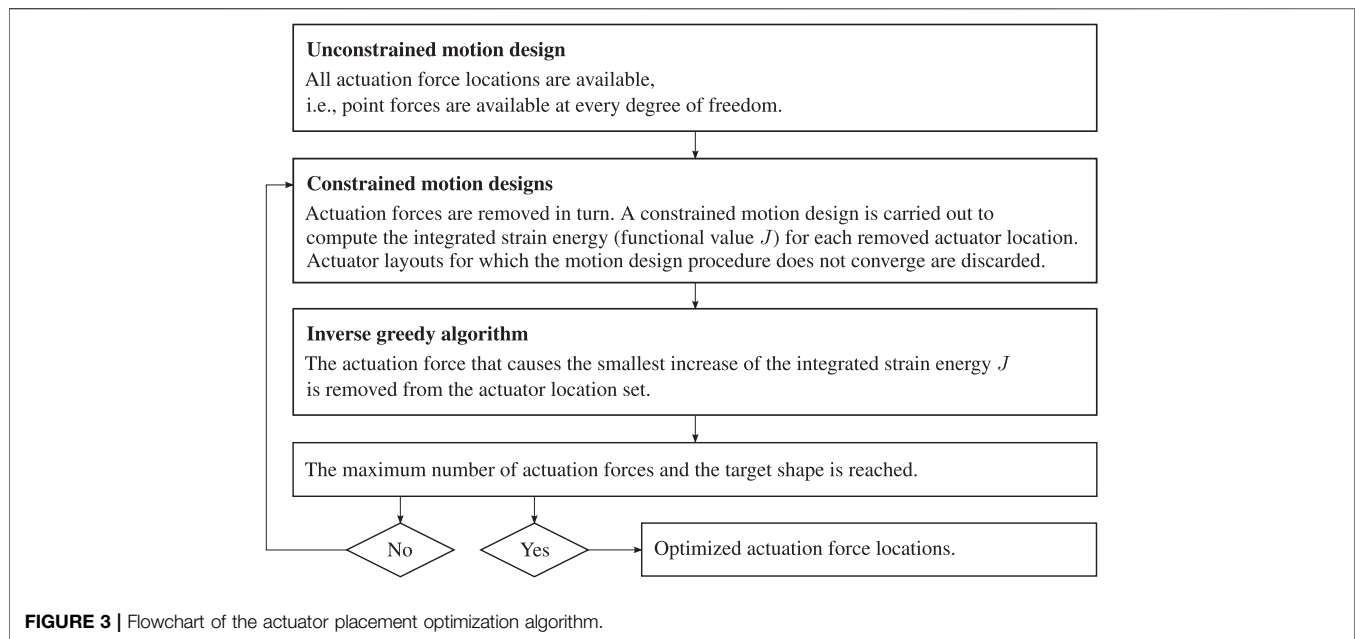 Unconstrained motion design
All actuation force locations are available,
i.e., point forces are available at every degree of freedom.
Constrained motion designs
Actuation forces are removed in turn. A constrained motion design is carried out to
compute the integrated strain energy (functional value J) for each removed actuator location.
Actuator layouts for which the motion design procedure does not converge are discarded.
Inverse greedy algorithm
The actuation force that causes the smallest increase of the integrated strain energy J
is removed from the actuator location set.
The maximum number of actuation forces and the target shape is reached.
No
Yes
Optimized actuation force locations.
FIGURE 3 | Flowchart of the actuator placement optimization algorithm.